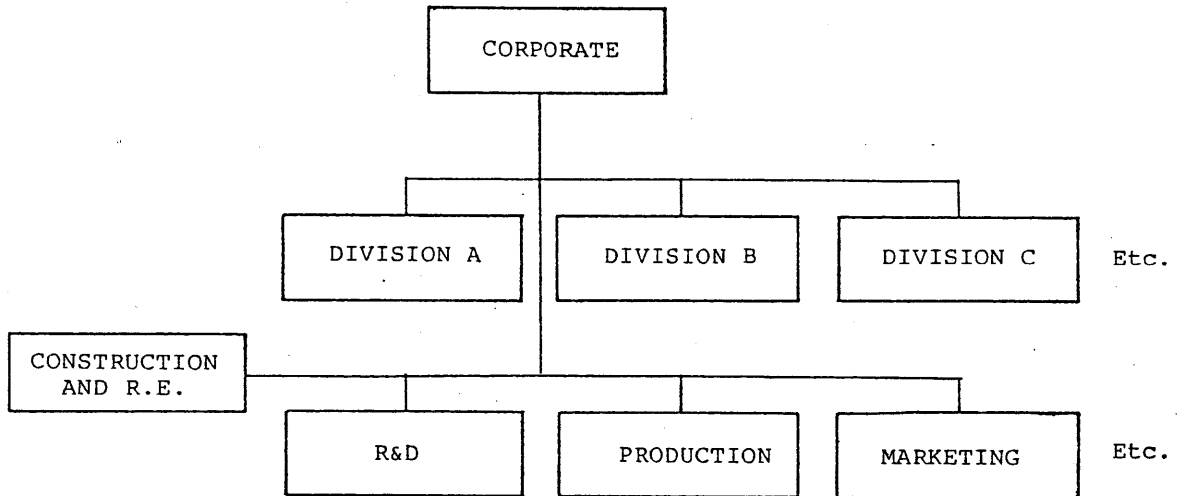 CORPORATE
DIVISION A
DIVISION B
DIVISION C
Etc.
CONSTRUCTION
AND R.E.
R&D
PRODUCTION
MARKETING
Etc.